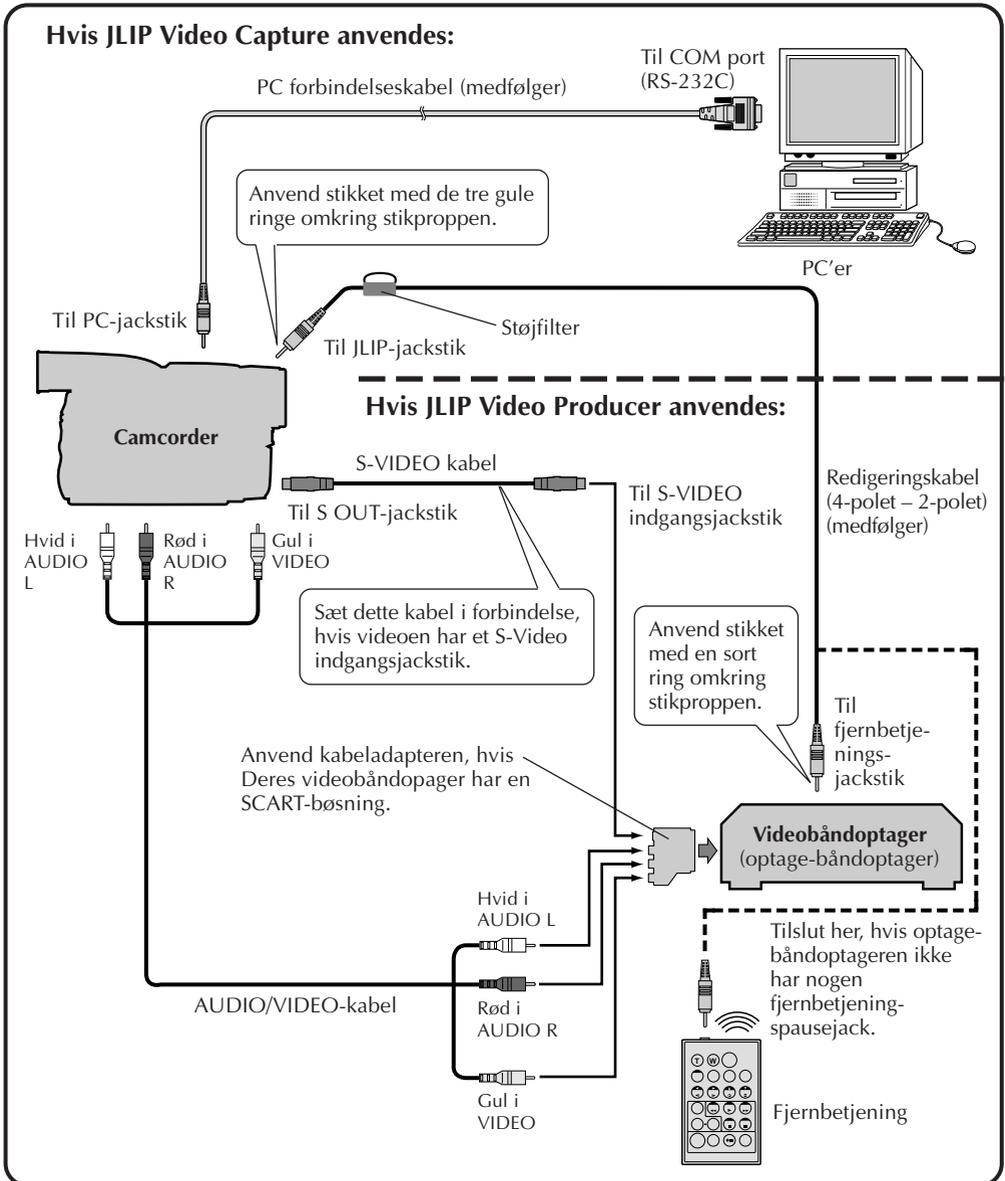 Hvis JLIP Video Capture anvendes:
Til COM port
(RS-232C)
PC forbindelseskabel (medfølger)
Anvend stikket med de tre gule
ringe omkring stikproppen.
PC’er
Til PC-jackstik
Støjfilter
Til JLIP-jackstik
Hvis JLIP Video Producer anvendes:
Camcorder
S-VIDEO kabel
Til S OUT-jackstik
Til S-VIDEO
indgangsjackstik
Redigeringskabel
(4-polet – 2-polet)
(medfølger)
Hvid i
AUDIO
L
Rød i
AUDIO
R
Gul i
VIDEO
Sæt dette kabel i forbindelse,
hvis videoen har et S-Video
indgangsjackstik.
Anvend stikket
med en sort
ring omkring
stikproppen.
Til
fjernbetje-
nings-
jackstik
Anvend kabeladapteren, hvis
Deres videobåndopager har en
SCART-bøsning.
Videobåndoptager
(optage-båndoptager)
Hvid i
AUDIO L
Tilslut her, hvis optage-
båndoptageren ikke
har nogen
fjernbetjening-
spausejack.
AUDIO/VIDEO-kabel
Rød i
AUDIO R
T W
Gul i
VIDEO
Fjernbetjening